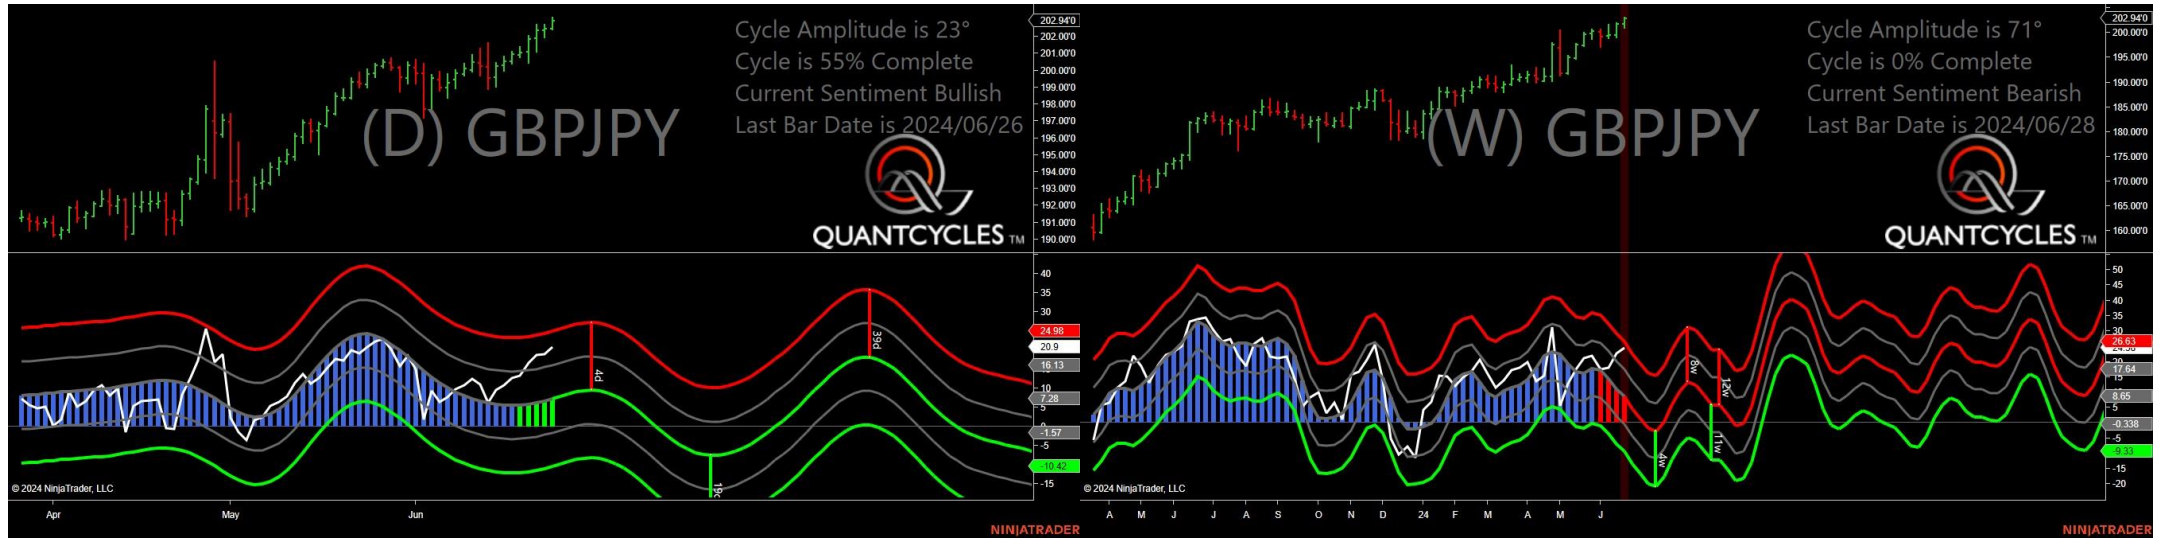 Cycle Amplitude is 23°
Cycle is 55% Complete
Current Sentiment Bullish
Last Bar Date is 2024/06/26
(D) GBPJPY
QUANTCYCLES TM
202.94'0
202.00'0
201.00'0
200.00'0
198.00'0
197.00'0
196.00'0
195.00'0
193.00'0
192.00'0
191.00'0
190.00'0
40
35
30
24.98
20.9
16.13
10
7.28
5
-1.57
-5
-10.42
-15
4d
19d
39d
© 2024 NinjaTrader, LLC
Apr
May
Jun
NINJATRADER
Cycle Amplitude is 71°
Cycle is 0% Complete
Current Sentiment Bearish
Last Bar Date is 2024/06/28
(W) GBPJPY
QUANTCYCLES TM
202.94'0
200.00'0
195.00'0
190.00'0
185.00'0
180.00'0
175.00'0
170.00'0
165.00'0
160.00'0
50
45
40
35
30
26.63
20
17.64
15
8.65
5
-0.338
-5
-9.33
-15
-20
8w
12w
4w
11w
© 2024 NinjaTrader, LLC
A
M
J
J
A
S
O
N
D
24
F
M
A
M
J
NINJATRADER